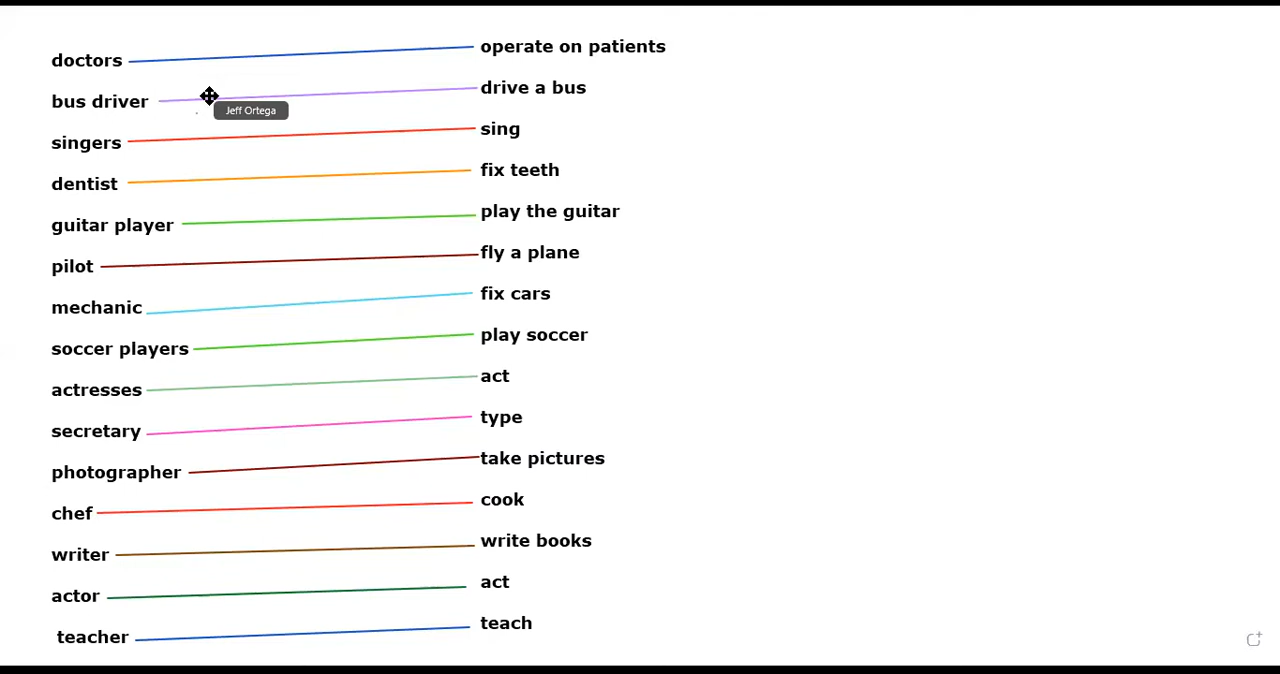 doctors operate on patients
bus driver drive a bus
Jeff Ortega
singers sing
dentist fix teeth
guitar player play the guitar
pilot fly a plane
mechanic fix cars
soccer players play soccer
actresses act
secretary type
photographer take pictures
chef cook
writer write books
actor act
teacher teach